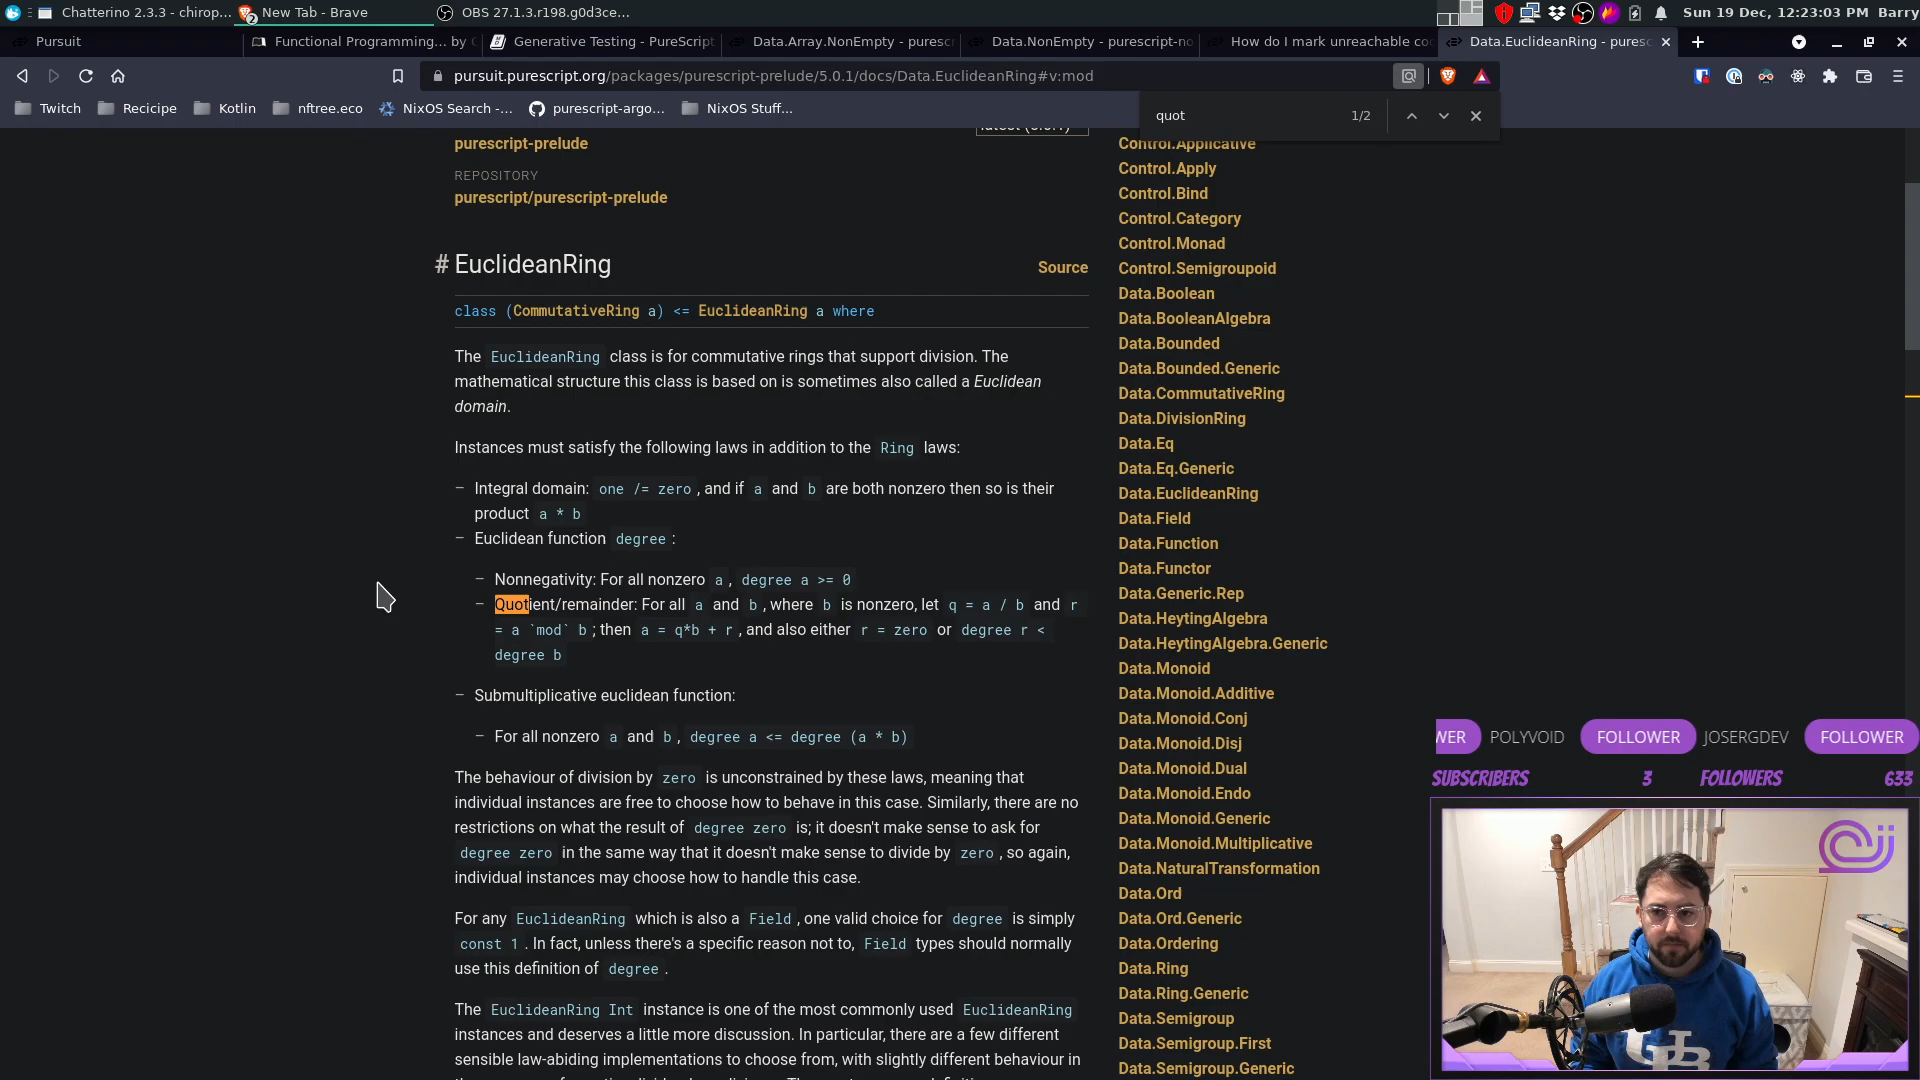 Chatterino 2.3.3 - chirop...
New Tab - Brave
OBS 27.1.3.r198.g0d3ce...
Sun 19 Dec, 12:23:03 PM
Barry
Pursuit
Functional Programming... by
Generative Testing - PureScript
Data.Array.NonEmpty - puresc
Data.NonEmpty - purescript-no
How do I mark unreachable co
Data.EuclideanRing - puresc
pursuit.purescript.org/packages/purescript-prelude/5.0.1/docs/Data.EuclideanRing#v:mod
Twitch
Recicipe
Kotlin
nftree.eco
NixOS Search -...
purescript-argo...
NixOS Stuff...
quot
1/2
purescript-prelude
REPOSITORY
purescript/purescript-prelude
# EuclideanRing
Source
class (CommutativeRing a) <= EuclideanRing a where
The EuclideanRing class is for commutative rings that support division. The
mathematical structure this class is based on is sometimes also called a Euclidean
domain.
Instances must satisfy the following laws in addition to the Ring laws:
– Integral domain: one /= zero, and if a and b are both nonzero then so is their
product a * b
– Euclidean function degree:
– Nonnegativity: For all nonzero a, degree a >= 0
– Quotient/remainder: For all a and b, where b is nonzero, let q = a / b and r
= a `mod` b; then a = q*b + r, and also either r = zero or degree r <
degree b
– Submultiplicative euclidean function:
– For all nonzero a and b, degree a <= degree (a * b)
The behaviour of division by zero is unconstrained by these laws, meaning that
individual instances are free to choose how to behave in this case. Similarly, there are no
restrictions on what the result of degree zero is; it doesn't make sense to ask for
degree zero in the same way that it doesn't make sense to divide by zero, so again,
individual instances may choose how to handle this case.
For any EuclideanRing which is also a Field, one valid choice for degree is simply
const 1. In fact, unless there's a specific reason not to, Field types should normally
use this definition of degree.
The EuclideanRing Int instance is one of the most commonly used EuclideanRing
instances and deserves a little more discussion. In particular, there are a few different
sensible law-abiding implementations to choose from, with slightly different behaviour in
Control.Applicative
Control.Apply
Control.Bind
Control.Category
Control.Monad
Control.Semigroupoid
Data.Boolean
Data.BooleanAlgebra
Data.Bounded
Data.Bounded.Generic
Data.CommutativeRing
Data.DivisionRing
Data.Eq
Data.Eq.Generic
Data.EuclideanRing
Data.Field
Data.Function
Data.Functor
Data.Generic.Rep
Data.HeytingAlgebra
Data.HeytingAlgebra.Generic
Data.Monoid
Data.Monoid.Additive
Data.Monoid.Conj
Data.Monoid.Disj
Data.Monoid.Dual
Data.Monoid.Endo
Data.Monoid.Generic
Data.Monoid.Multiplicative
Data.NaturalTransformation
Data.Ord
Data.Ord.Generic
Data.Ordering
Data.Ring
Data.Ring.Generic
Data.Semigroup
Data.Semigroup.First
Data.Semigroup.Generic
WER POLYVOID FOLLOWER JOSERGDEV FOLLOWER
SUBSCRIBERS 3 FOLLOWERS 633